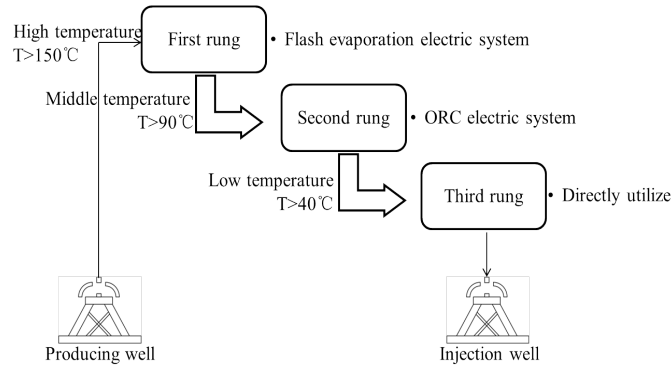 High temperature
T>150℃
First rung
• Flash evaporation electric system
Middle temperature
T>90℃
Second rung
• ORC electric system
Low temperature
T>40℃
Third rung
• Directly utilize
Producing well
Injection well